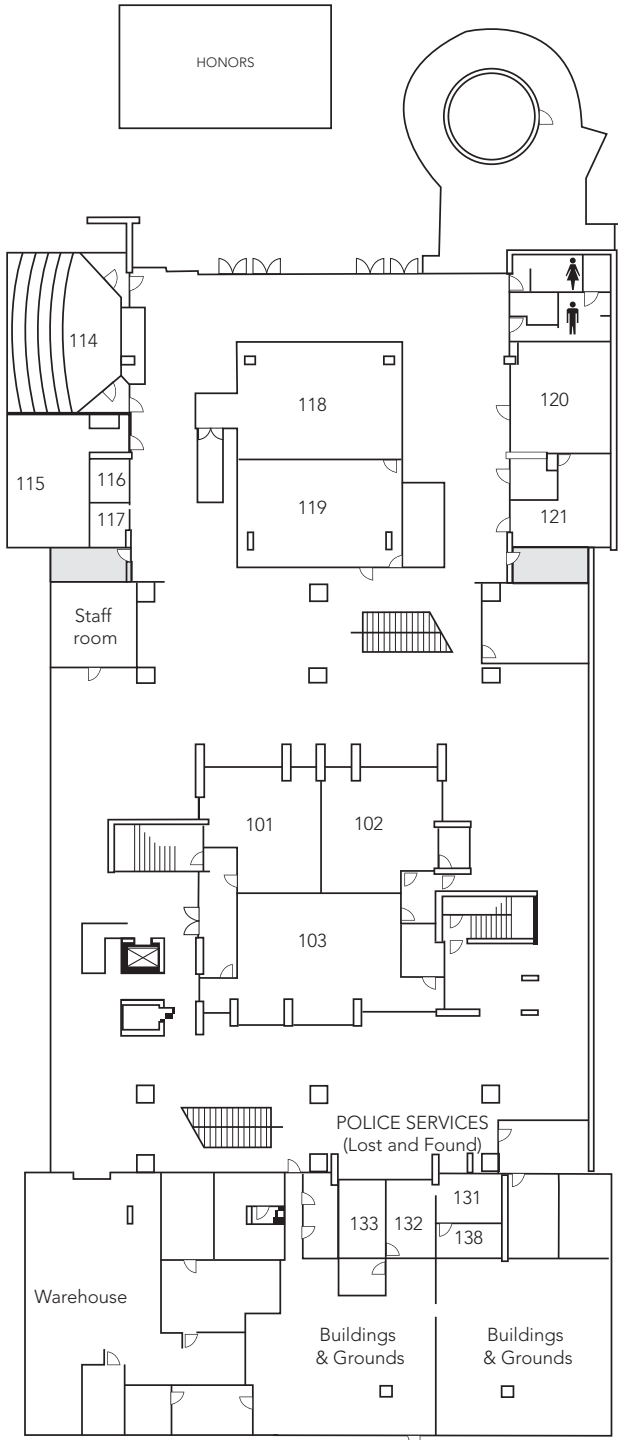 HONORS
114
118
120
115
116
119
117
121
Staff
room
101
102
103
POLICE SERVICES
(Lost and Found)
131
133
132
138
Warehouse
Buildings
& Grounds
Buildings
& Grounds